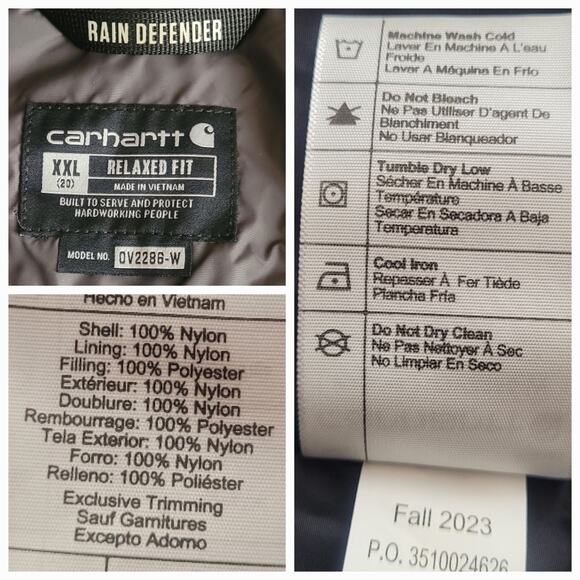 RAIN DEFENDER
carhartt
XXL
(20)
RELAXED FIT
MADE IN VIETNAM
BUILT TO SERVE AND PROTECT
HARDWORKING PEOPLE
MODEL NO. OV2286-W
Hecho en Vietnam
Shell: 100% Nylon
Lining: 100% Nylon
Filling: 100% Polyester
Extérieur: 100% Nylon
Doublure: 100% Nylon
Rembourrage: 100% Polyester
Tela Exterior: 100% Nylon
Forro: 100% Nylon
Relleno: 100% Poliéster
Exclusive Trimming
Sauf Garnitures
Excepto Adorno
Machine Wash Cold
Laver En Machine À L'eau
Froide
Lavar A Máquina En Frío
Do Not Bleach
Ne Pas Utiliser D'agent De
Blanchiment
No Usar Blanqueador
Tumble Dry Low
Sécher En Machine À Basse
Température
Secar En Secadora A Baja
Temperatura
Cool Iron
Repasser À Fer Tiède
Plancha Fría
Do Not Dry Clean
Ne Pas Nettoyer À Sec
No Limpiar En Seco
Fall 2023
P.O. 3510024626